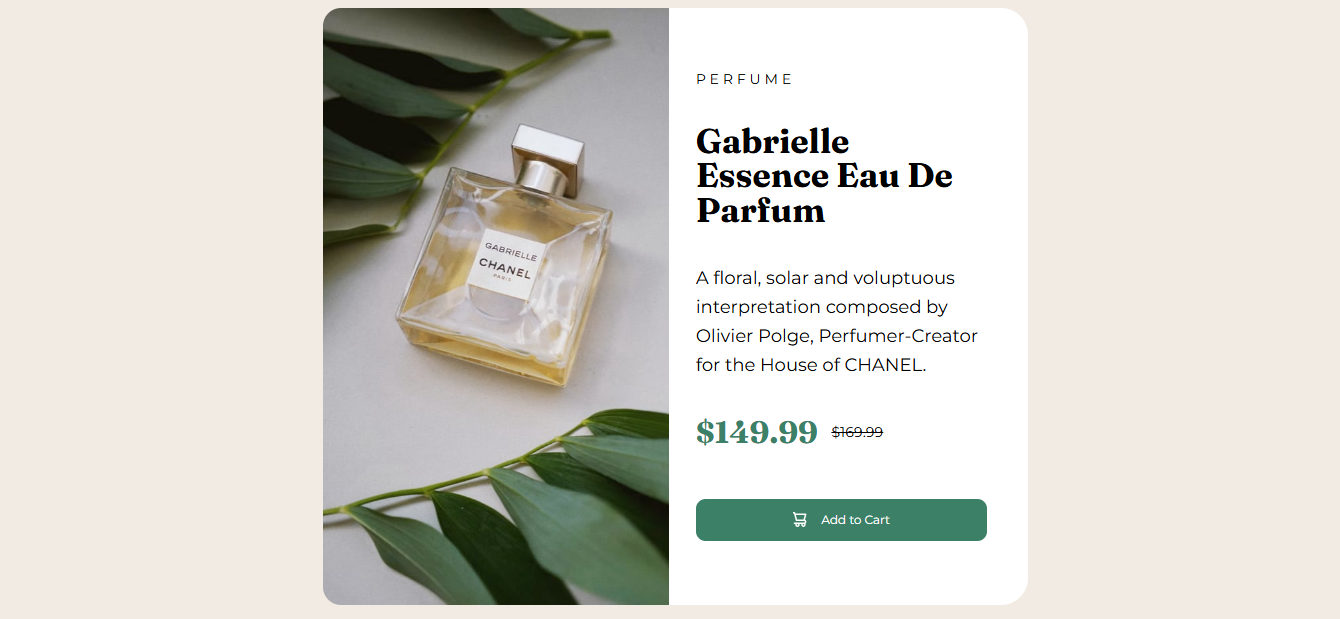 GABRIELLE
CHANEL
PARIS
PERFUME
Gabrielle
Essence Eau De
Parfum
A floral, solar and voluptuous
interpretation composed by
Olivier Polge, Perfumer-Creator
for the House of CHANEL.
$149.99 $169.99
Add to Cart